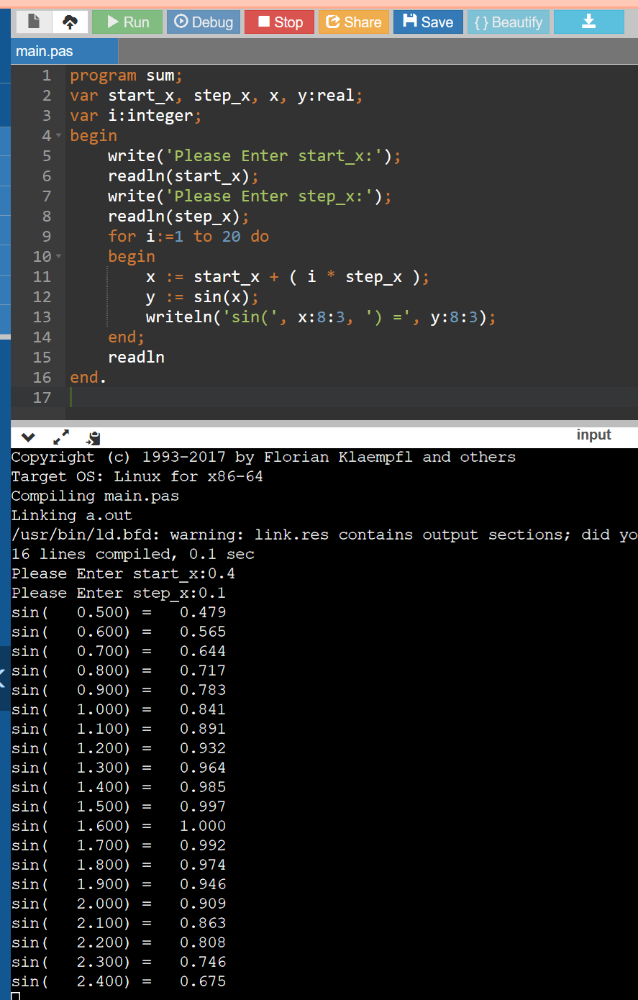 Run Debug Stop Share Save { } Beautify
main.pas
1 program sum;
2 var start_x, step_x, x, y:real;
3 var i:integer;
4 begin
5     write('Please Enter start_x:');
6     readln(start_x);
7     write('Please Enter step_x:');
8     readln(step_x);
9     for i:=1 to 20 do
10     begin
11         x := start_x + ( i * step_x );
12         y := sin(x);
13         writeln('sin(', x:8:3, ') =', y:8:3);
14     end;
15     readln
16 end.
17
input
Copyright (c) 1993-2017 by Florian Klaempfl and others
Target OS: Linux for x86-64
Compiling main.pas
Linking a.out
/usr/bin/ld.bfd: warning: link.res contains output sections; did yo
16 lines compiled, 0.1 sec
Please Enter start_x:0.4
Please Enter step_x:0.1
sin(   0.500) =   0.479
sin(   0.600) =   0.565
sin(   0.700) =   0.644
sin(   0.800) =   0.717
sin(   0.900) =   0.783
sin(   1.000) =   0.841
sin(   1.100) =   0.891
sin(   1.200) =   0.932
sin(   1.300) =   0.964
sin(   1.400) =   0.985
sin(   1.500) =   0.997
sin(   1.600) =   1.000
sin(   1.700) =   0.992
sin(   1.800) =   0.974
sin(   1.900) =   0.946
sin(   2.000) =   0.909
sin(   2.100) =   0.863
sin(   2.200) =   0.808
sin(   2.300) =   0.746
sin(   2.400) =   0.675